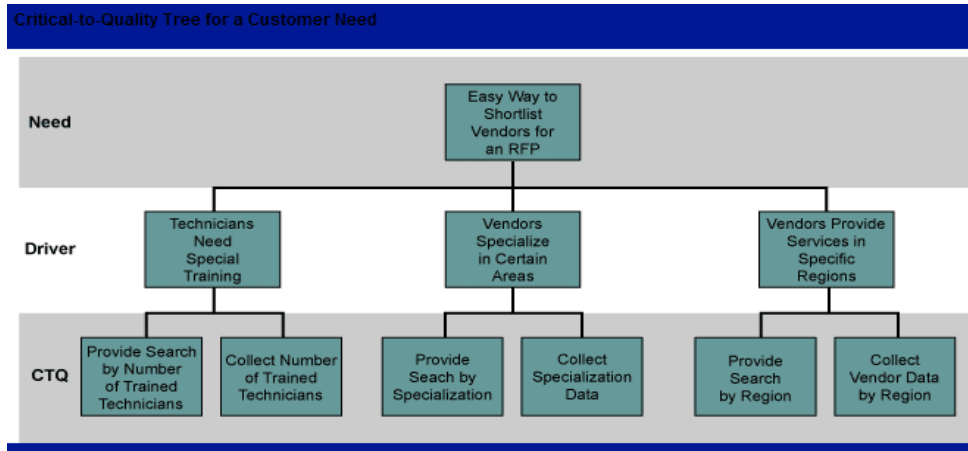 Critical-to-Quality Tree for a Customer Need
Need
Easy Way to
Shortlist
Vendors for
an RFP
Driver
Technicians
Need
Special
Training
Vendors
Specialize
in Certain
Areas
Vendors Provide
Services in
Specific
Regions
CTQ
Provide Search
by Number
of Trained
Technicians
Collect Number
of Trained
Technicians
Provide
Seach by
Specialization
Collect
Specialization
Data
Provide
Search
by Region
Collect
Vendor Data
by Region